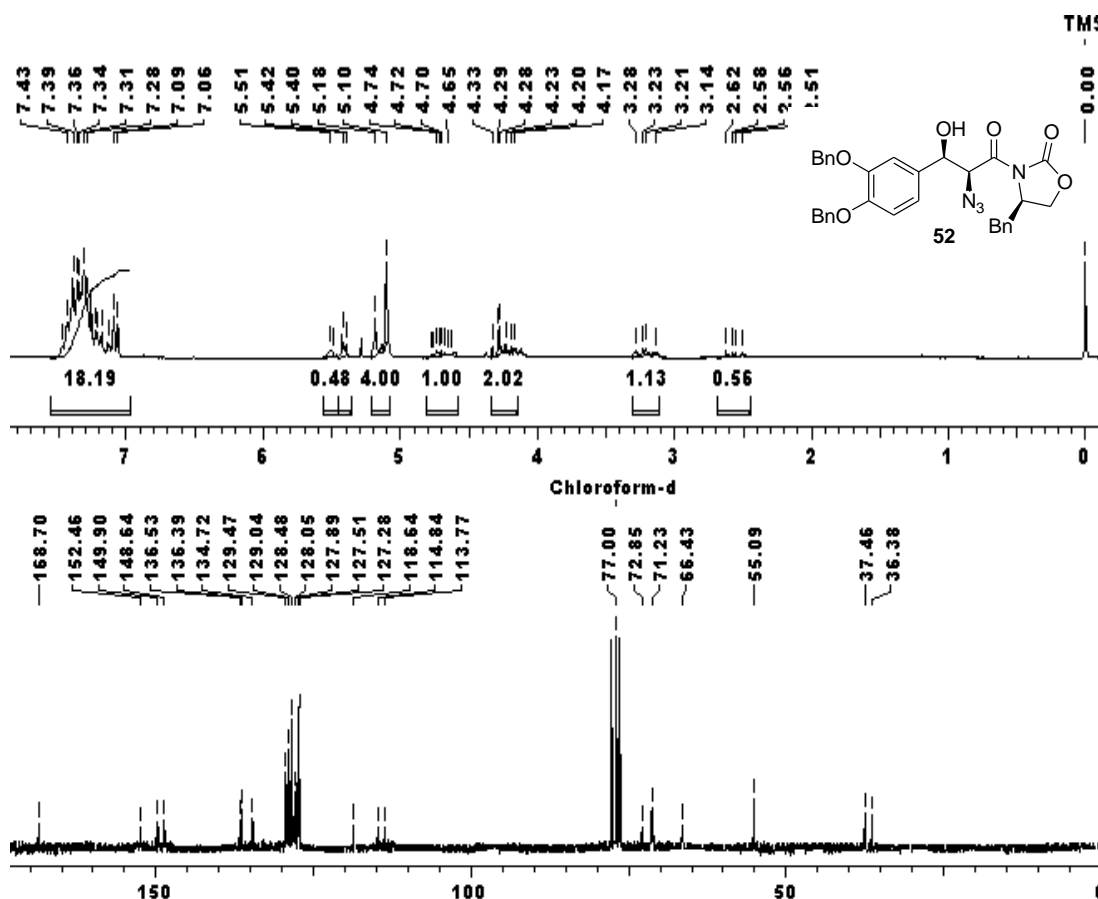 TMS
7.43 7.39 7.36 7.34 7.31 7.28 7.09 7.06 5.51 5.42 5.40 5.18 5.10 4.74 4.72 4.70 4.65 4.33 4.29 4.28 4.23 4.20 4.17 3.28 3.23 3.21 3.14 2.62 2.58 2.56 2.51 0.00
OH O O
BnO N O
N3
BnO Bn
52
18.19 0.48 4.00 1.00 2.02 1.13 0.56
7 6 5 4 3 2 1 0
Chloroform-d
168.70 152.46 149.90 148.64 136.53 136.39 134.72 129.47 129.04 128.48 128.05 127.89 127.51 127.28 118.64 114.84 113.77 77.00 72.85 71.23 66.43 55.09 37.46 36.38
150 100 50 0